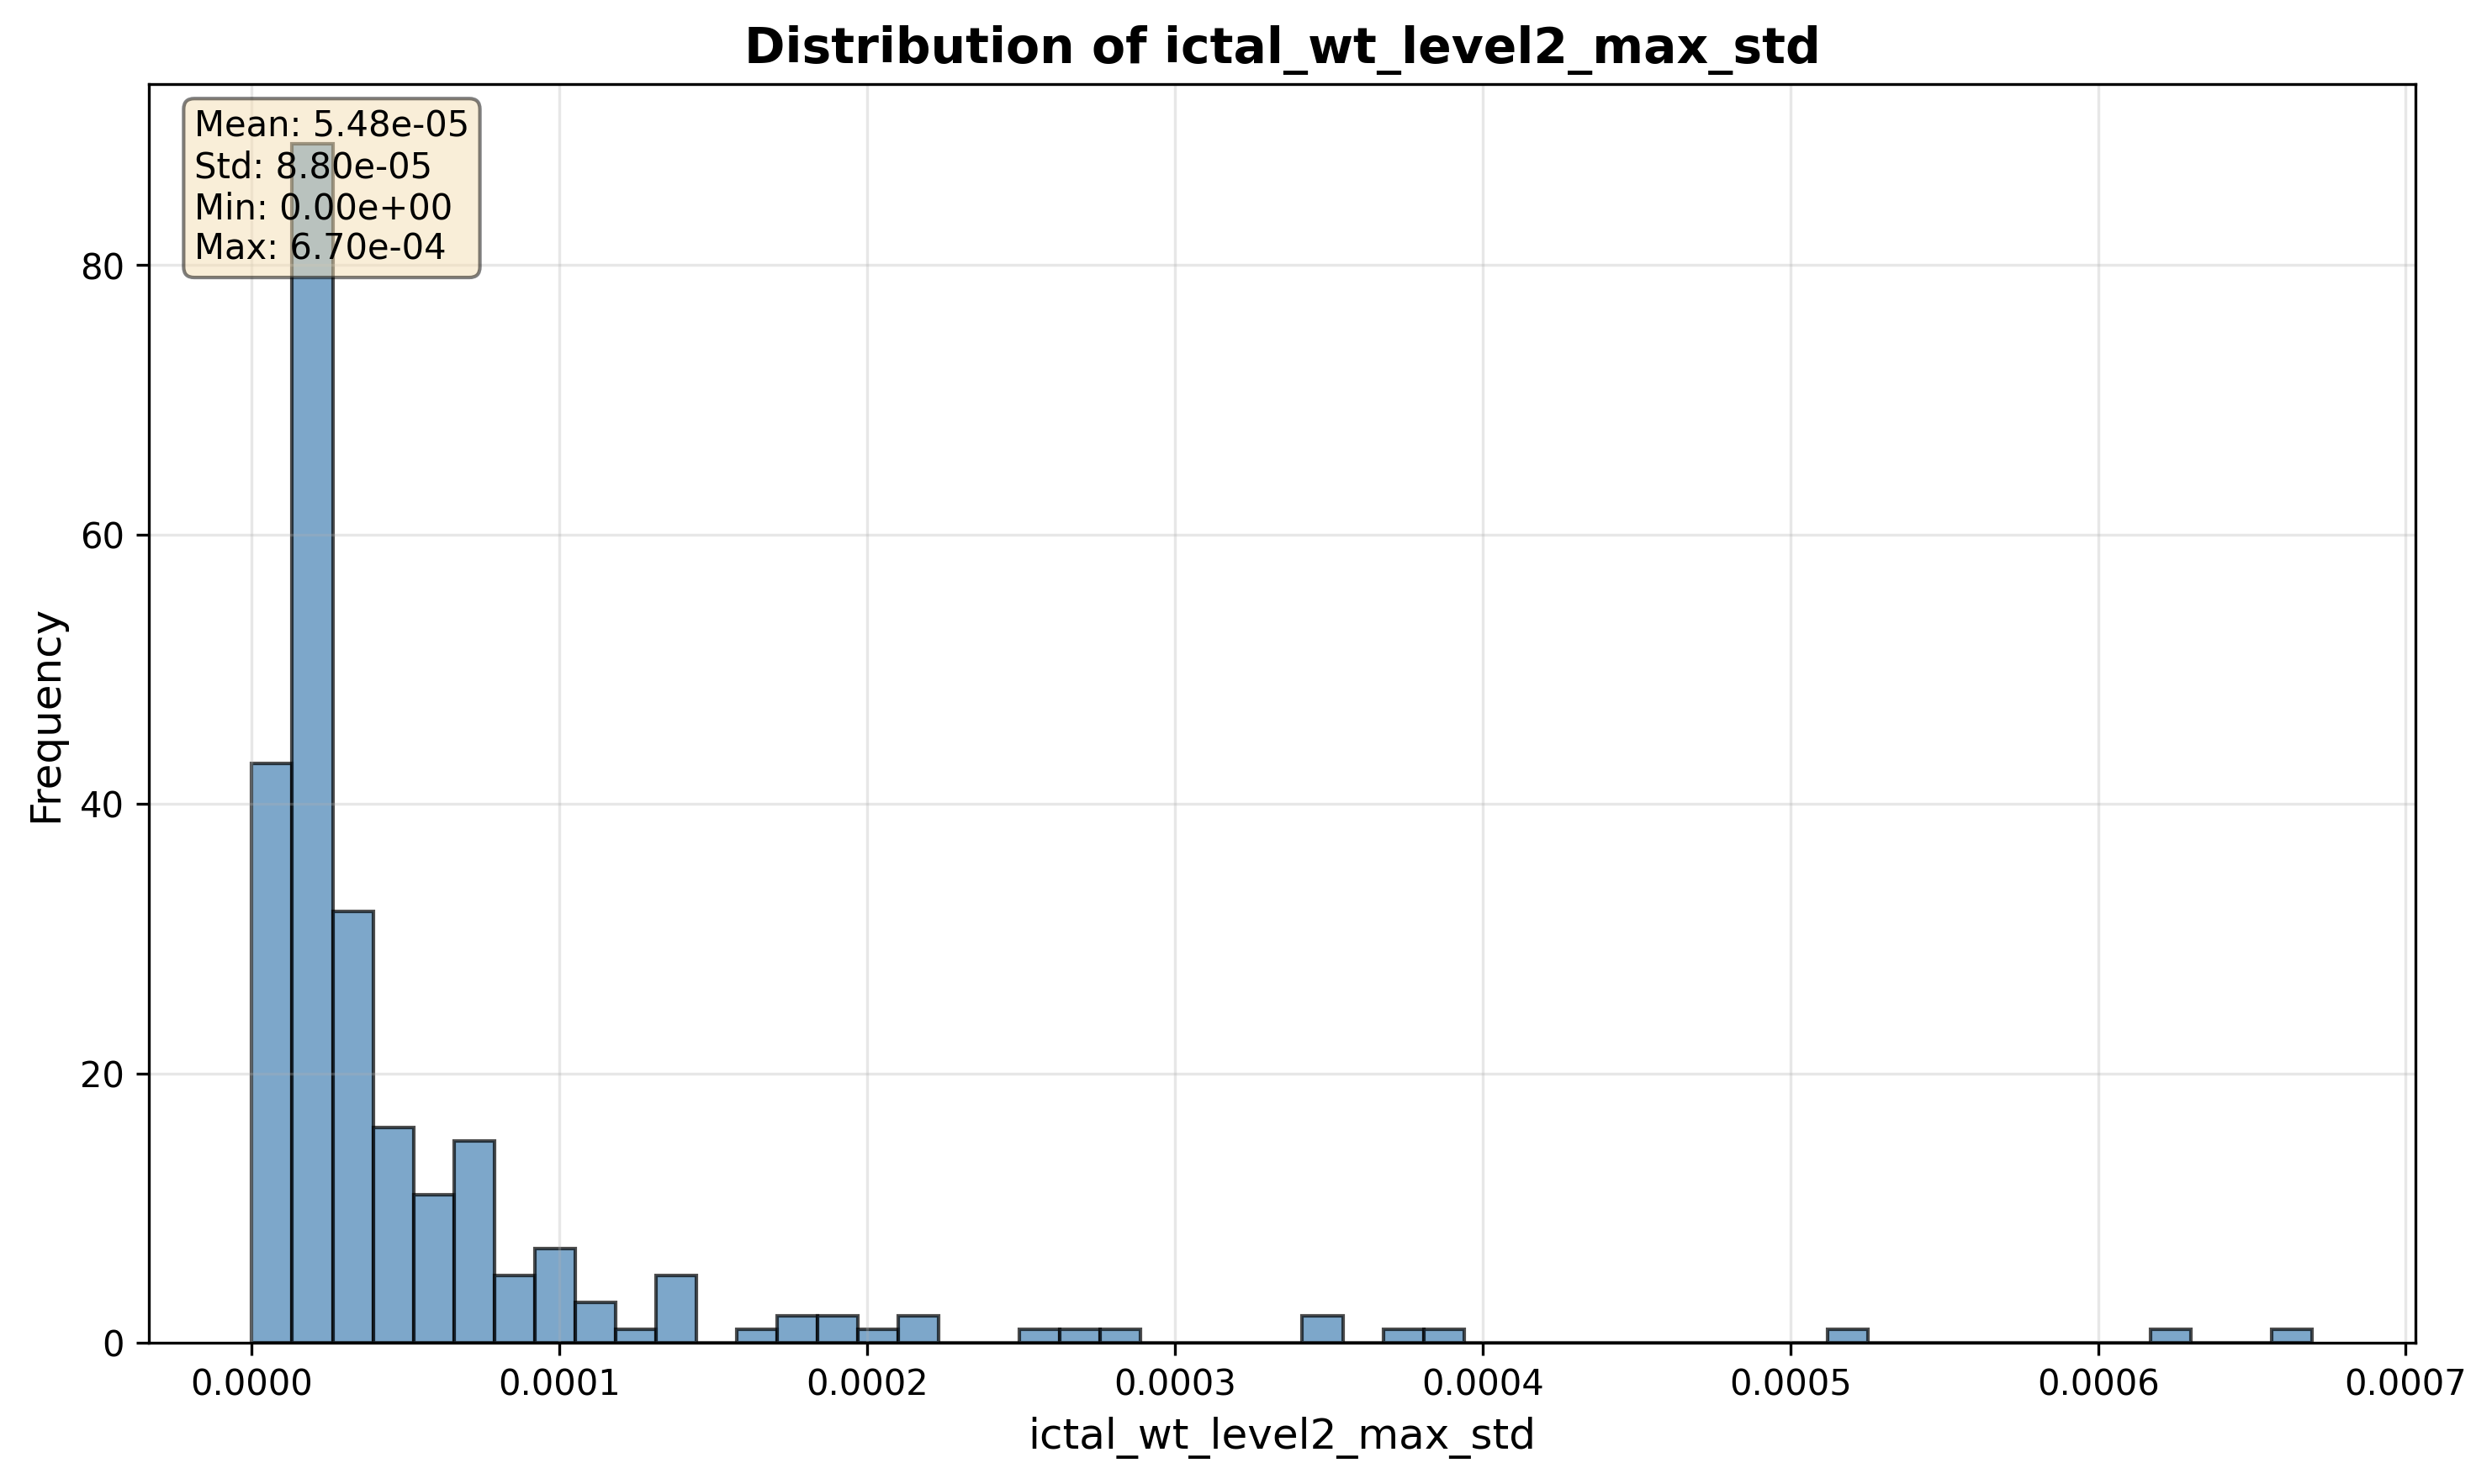 Distribution of ictal_wt_level2_max_std
Mean: 5.48e-05
Std: 8.80e-05
Min: 0.00e+00
Max: 6.70e-04
80
60
40
20
0
Frequency
0.0000 0.0001 0.0002 0.0003 0.0004 0.0005 0.0006 0.0007
ictal_wt_level2_max_std